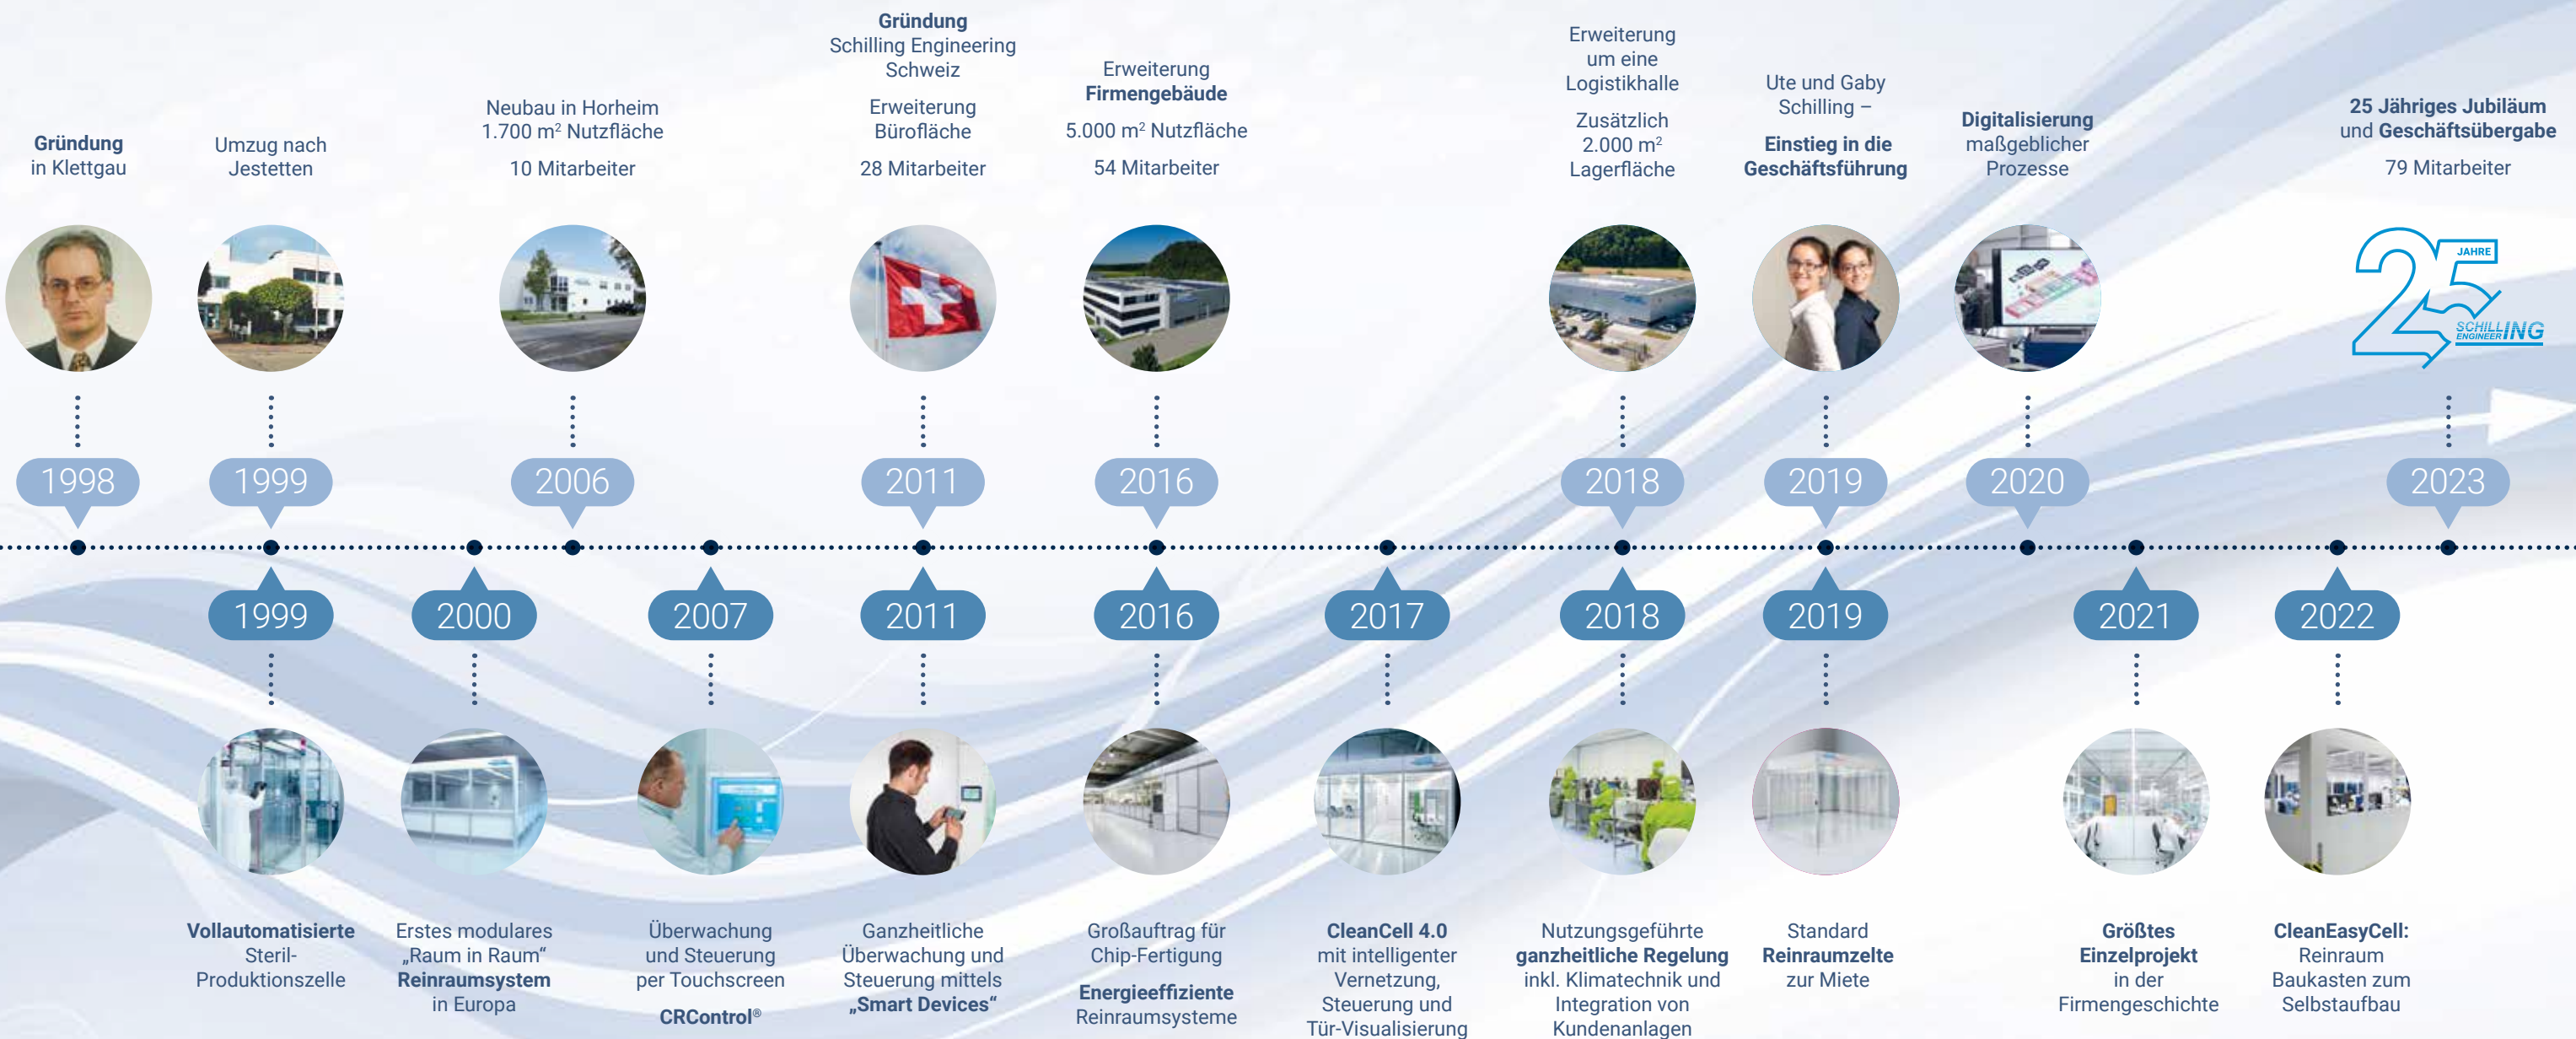 Gründung
in Klettgau
Umzug nach
Jestetten
Neubau in Horheim
1.700 m² Nutzfläche
10 Mitarbeiter
Gründung
Schilling Engineering
Schweiz
Erweiterung
Bürofläche
28 Mitarbeiter
Erweiterung
Firmengebäude
5.000 m² Nutzfläche
54 Mitarbeiter
Erweiterung
um eine
Logistikhalle
Zusätzlich
2.000 m²
Lagerfläche
Ute und Gaby
Schilling –
Einstieg in die
Geschäftsführung
Digitalisierung
maßgeblicher
Prozesse
25 Jähriges Jubiläum
und Geschäftsübergabe
79 Mitarbeiter
25
JAHRE
SCHILLING
ENGINEERING
1998
1999
2006
2011
2016
2018
2019
2020
2023
1999
2000
2007
2011
2016
2017
2018
2019
2021
2022
Vollautomatisierte
Steril-
Produktionszelle
Erstes modulares
„Raum in Raum“
Reinraumsystem
in Europa
Überwachung
und Steuerung
per Touchscreen
CRControl®
Ganzheitliche
Überwachung und
Steuerung mittels
„Smart Devices“
Großauftrag für
Chip-Fertigung
Energieeffiziente
Reinraumsysteme
CleanCell 4.0
mit intelligenter
Vernetzung,
Steuerung und
Tür-Visualisierung
Nutzungsgeführte
ganzheitliche Regelung
inkl. Klimatechnik und
Integration von
Kundenanlagen
Standard
Reinraumzelte
zur Miete
Größtes
Einzelprojekt
in der
Firmengeschichte
CleanEasyCell:
Reinraum
Baukasten zum
Selbstaufbau